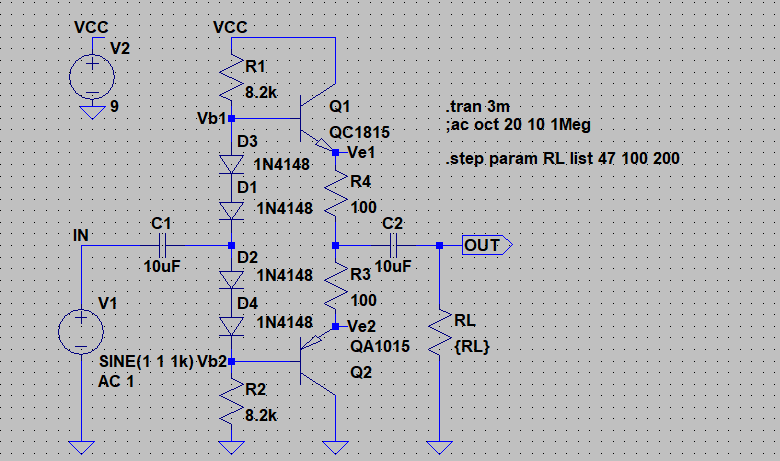 VCC
V2
9
VCC
R1
8.2k
Vb1
Q1
QC1815
Ve1
.tran 3m
;ac oct 20 10 1Meg
.step param RL list 47 100 200
D3
1N4148
D1
1N4148
R4
100
IN
C1
10uF
C2
10uF
OUT
D2
1N4148
R3
100
D4
1N4148
Ve2
V1
SINE(1 1 1k)
AC 1
Vb2
QA1015
Q2
RL
{RL}
R2
8.2k